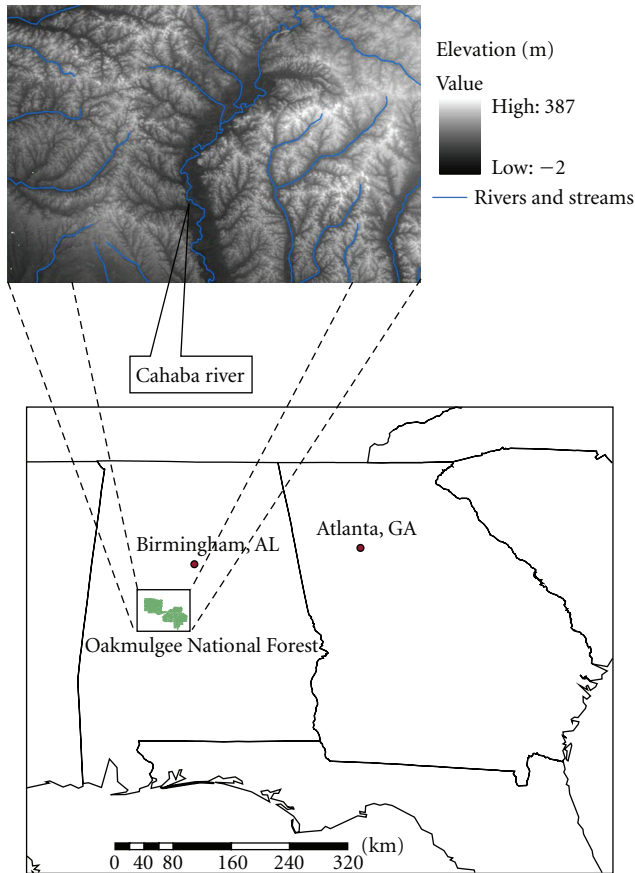 Elevation (m)
Value
High: 387
Low: −2
Rivers and streams
Cahaba river
Atlanta, GA
Birmingham, AL
Oakmulgee National Forest
(km)
0 40 80 160 240 320